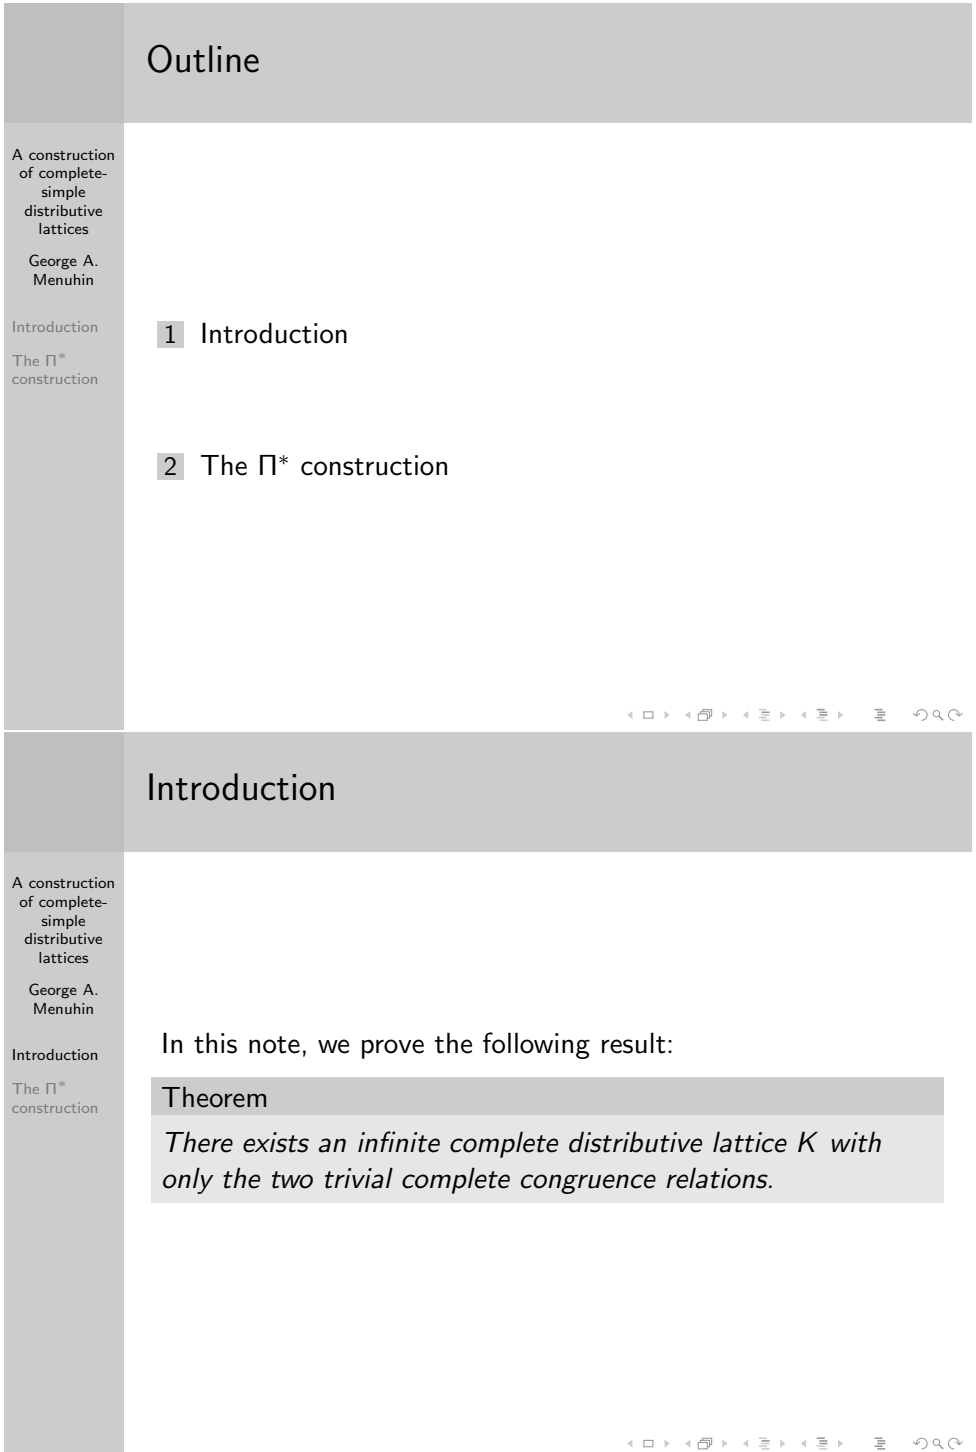 Outline
A construction
of complete-
simple
distributive
lattices
George A.
Menuhin
Introduction
The Π*
construction
1 Introduction
2 The Π* construction
Introduction
A construction
of complete-
simple
distributive
lattices
George A.
Menuhin
Introduction
The Π*
construction
In this note, we prove the following result:
Theorem
There exists an infinite complete distributive lattice K with
only the two trivial complete congruence relations.